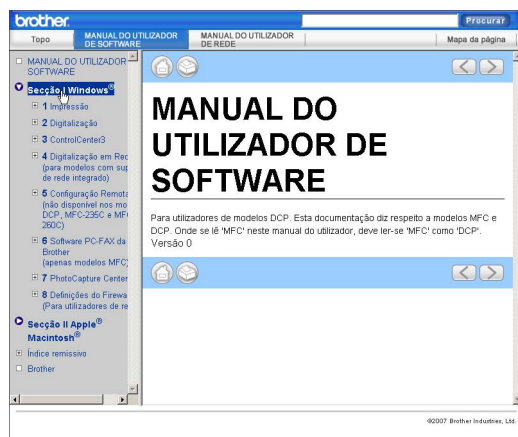 brother.
Procurar
Topo
MANUAL DO UTILIZADOR
DE SOFTWARE
MANUAL DO UTILIZADOR
DE REDE
Mapa da página
MANUAL DO UTILIZADOR
SOFTWARE
Secção I Windows®
1 Impressão
2 Digitalização
3 ControlCenter3
4 Digitalização em Red
(para modelos com sup
de rede integrado)
5 Configuração Remota
(não disponível nos mo
DCP, MFC-235C e MF
260C)
6 Software PC-FAX da
Brother
(apenas modelos MFC)
7 PhotoCapture Center
8 Definições do Firewa
(Para utilizadores de re
Secção II Apple®
Macintosh®
Índice remissivo
Brother
MANUAL DO
UTILIZADOR DE
SOFTWARE
Para utilizadores de modelos DCP. Esta documentação diz respeito a modelos MFC e
DCP. Onde se lê 'MFC' neste manual do utilizador, deve ler-se 'MFC' como 'DCP'.
Versão 0
©2007 Brother Industries, Ltd.